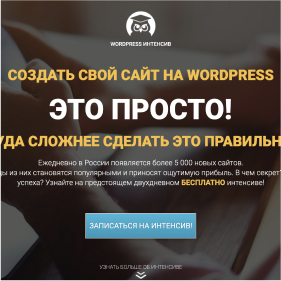 WORDPRESS ИНТЕНСИВ
СОЗДАТЬ СВОЙ САЙТ НА WORDPRESS
ЭТО ПРОСТО!
УДА СЛОЖНЕЕ СДЕЛАТЬ ЭТО ПРАВИЛЬН
Ежедневно в России появляется более 5 000 новых сайтов.
из них становятся популярными и приносят ощутимую прибыль. В чем секрет
успеха? Узнайте на предстоящем двухдневном БЕСПЛАТНО интенсиве!
ЗАПИСАТЬСЯ НА ИНТЕНСИВ!
УЗНАТЬ БОЛЬШЕ ОБ ИНТЕНСИВЕ